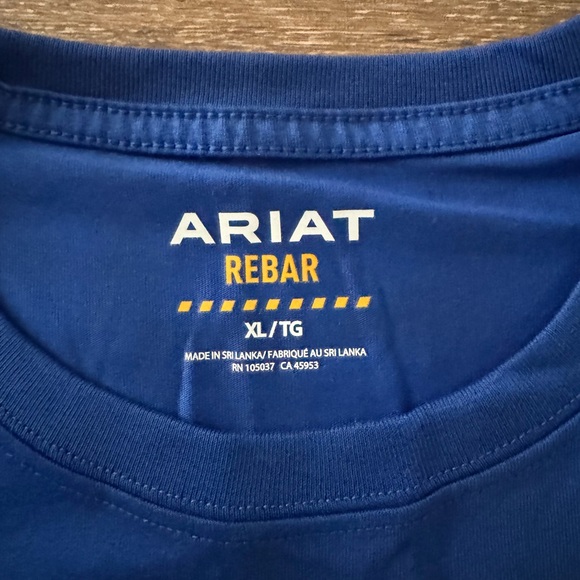 ARIAT
REBAR
XL/TG
MADE IN SRI LANKA/ FABRIQUÉ AU SRI LANKA
RN 105037 CA 45953